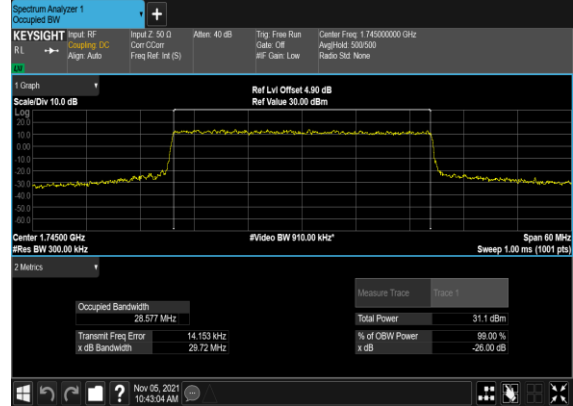 Spectrum Analyzer 1
Occupied BW
+
KEYSIGHT Input: RF Input Z: 50 Ω Atten: 40 dB Trig: Free Run Center Freq: 1.745000000 GHz
RL Coupling: DC Corr CCorr Gate: Off Avg|Hold: 500/500
Align: Auto Freq Ref: Int (S) #IF Gain: Low Radio Std: None
1 Graph
Ref Lvl Offset 4.90 dB
Scale/Div 10.0 dB Ref Value 30.00 dBm
Log
20.0
10.0
0.00
-10.0
-20.0
-30.0
-40.0
-50.0
-60.0
Center 1.74500 GHz #Video BW 910.00 kHz* Span 60 MHz
#Res BW 300.00 kHz Sweep 1.00 ms (1001 pts)
2 Metrics
Measure Trace Trace 1
Occupied Bandwidth
28.577 MHz Total Power 31.1 dBm
Transmit Freq Error 14.153 kHz % of OBW Power 99.00 %
x dB Bandwidth 29.72 MHz x dB -26.00 dB
? Nov 05, 2021
10:43:04 AM